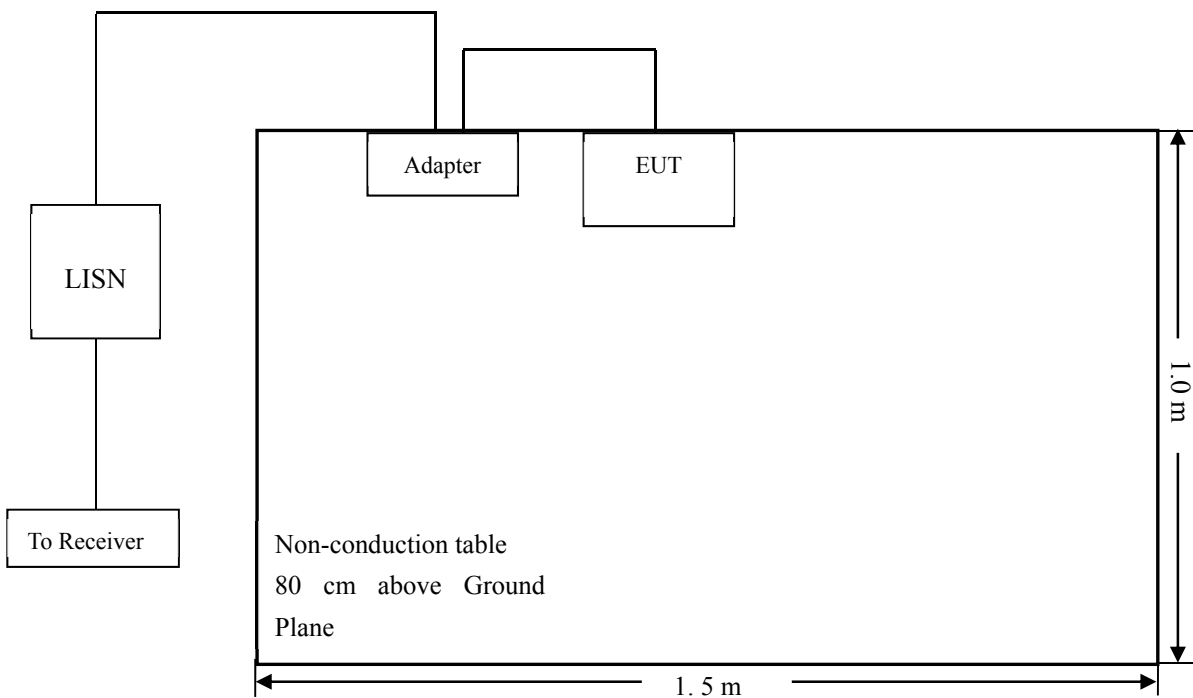 Adapter
EUT
LISN
To Receiver
Non-conduction table
80 cm above Ground
Plane
1.0 m
1. 5 m